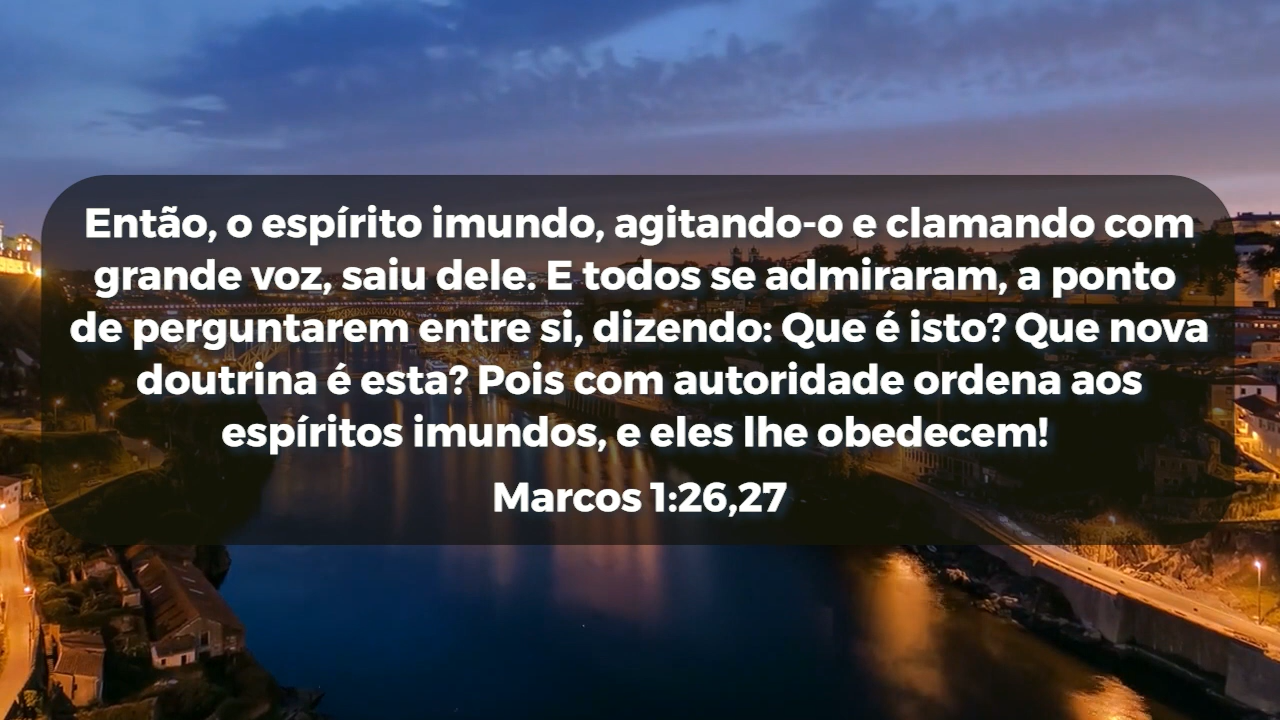 Então, o espírito imundo, agitando-o e clamando com
grande voz, saiu dele. E todos se admiraram, a ponto
de perguntarem entre si, dizendo: Que é isto? Que nova
doutrina é esta? Pois com autoridade ordena aos
espíritos imundos, e eles lhe obedecem!
Marcos 1:26,27